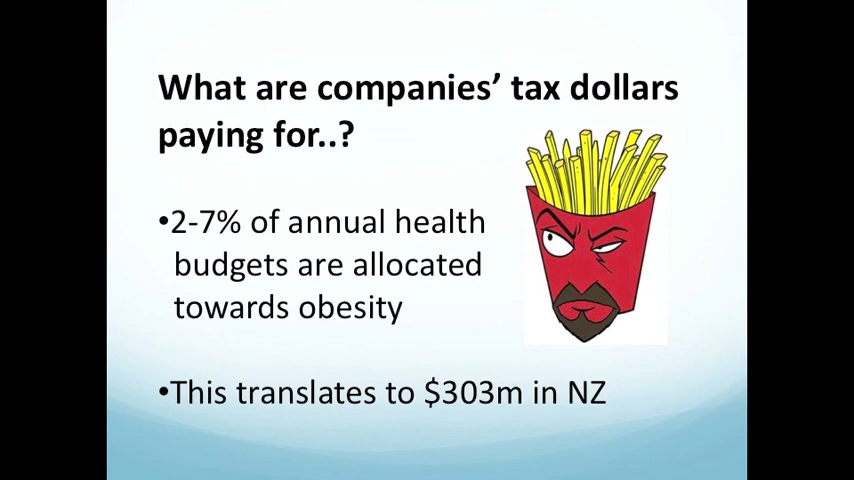 What are companies’ tax dollars
paying for..?
•2-7% of annual health
budgets are allocated
towards obesity
•This translates to $303m in NZ